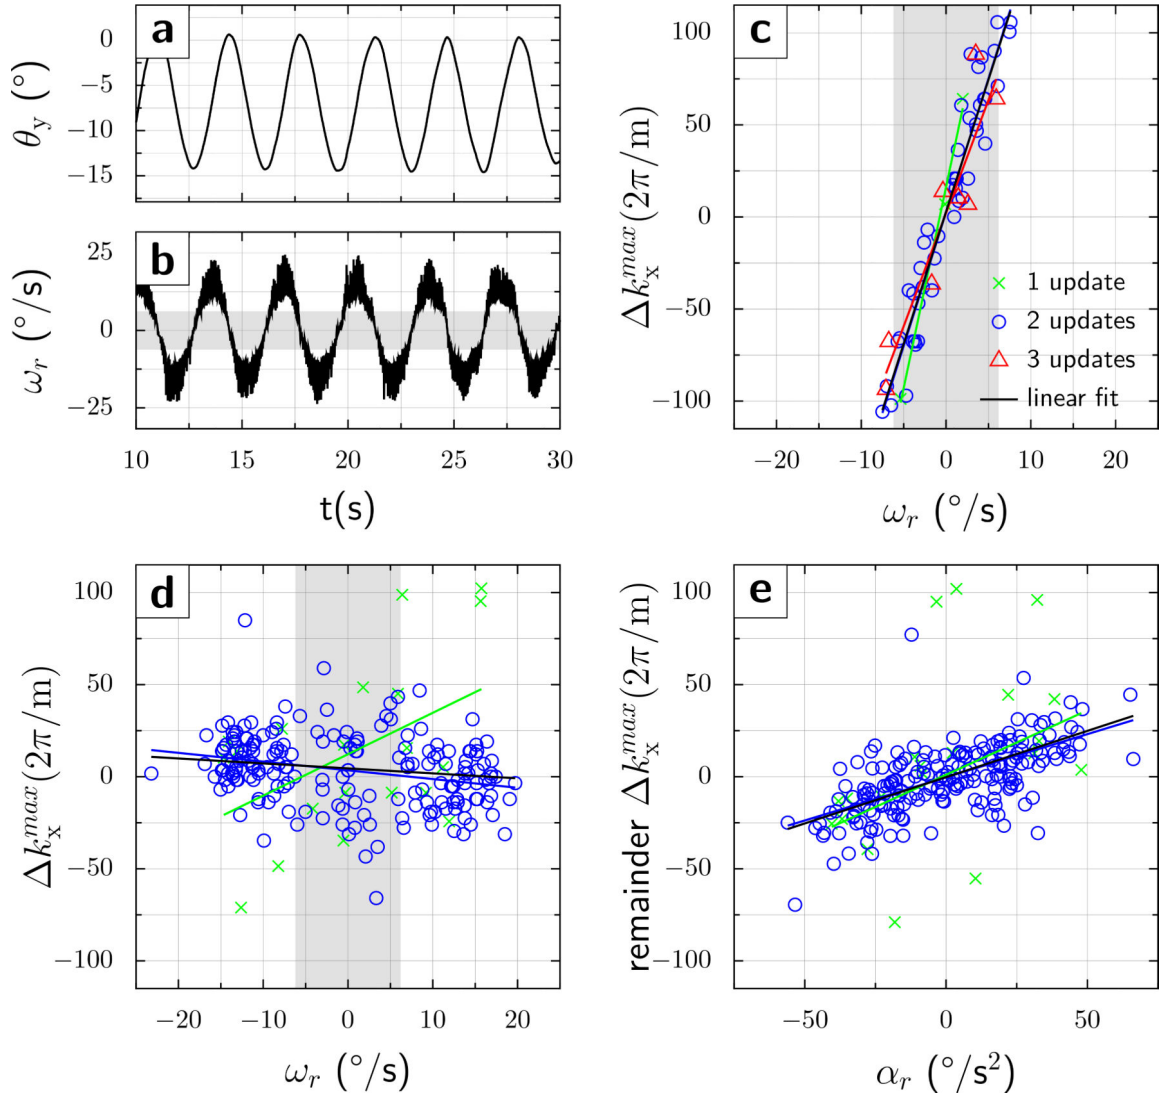 a
θy (°)
0
−5
−10
−15
b
ωr (°/s)
25
0
−25
10 15 20 25 30
t(s)
c
Δkx^max (2π/m)
100
50
0
−50
−100
1 update
2 updates
3 updates
linear fit
−20 −10 0 10 20
ωr (°/s)
d
Δkx^max (2π/m)
100
50
0
−50
−100
−20 −10 0 10 20
ωr (°/s)
e
remainder Δkx^max (2π/m)
100
50
0
−50
−100
−50 0 50
αr (°/s²)